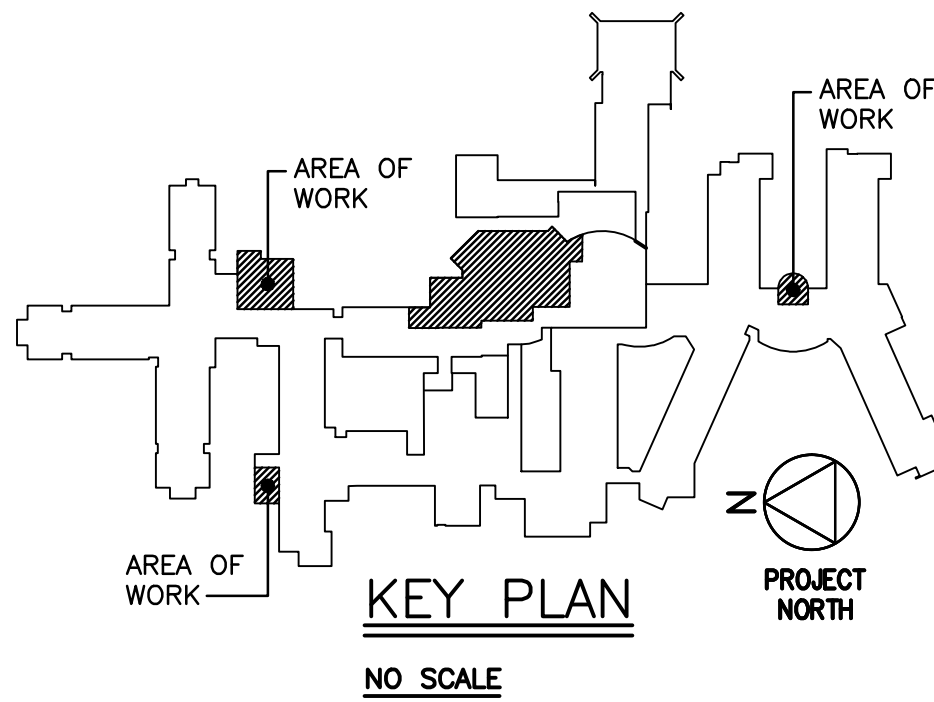 AREA OF
WORK
AREA OF
WORK
AREA OF
WORK
N
PROJECT
NORTH
KEY PLAN
NO SCALE